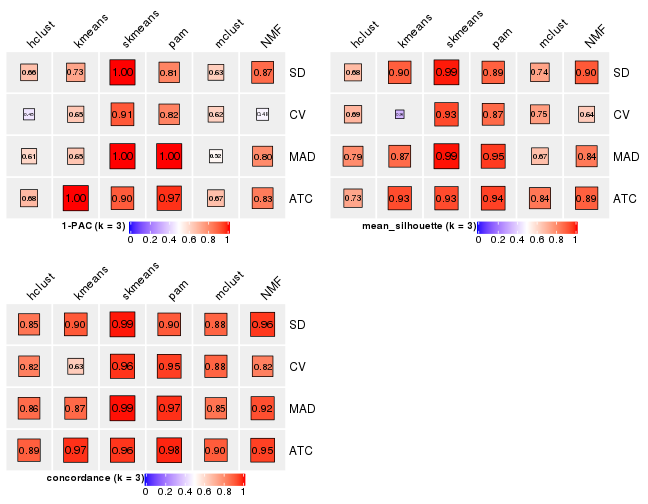 hclust kmeans skmeans pam mclust NMF
0.66 0.73 1.00 0.81 0.63 0.87 SD
0.65 0.91 0.82 0.62 CV
0.61 0.65 1.00 1.00 0.52 0.80 MAD
0.68 1.00 0.90 0.97 0.67 0.83 ATC
1-PAC (k = 3)
0 0.2 0.4 0.6 0.8 1
hclust kmeans skmeans pam mclust NMF
0.68 0.90 0.99 0.89 0.74 0.90 SD
0.69 0.93 0.87 0.75 0.64 CV
0.79 0.87 0.99 0.95 0.67 0.84 MAD
0.73 0.93 0.93 0.94 0.84 0.89 ATC
mean_silhouette (k = 3)
0 0.2 0.4 0.6 0.8 1
hclust kmeans skmeans pam mclust NMF
0.85 0.90 0.99 0.90 0.88 0.96 SD
0.82 0.63 0.96 0.95 0.88 0.82 CV
0.86 0.87 0.99 0.97 0.85 0.92 MAD
0.89 0.97 0.96 0.98 0.90 0.95 ATC
concordance (k = 3)
0 0.2 0.4 0.6 0.8 1